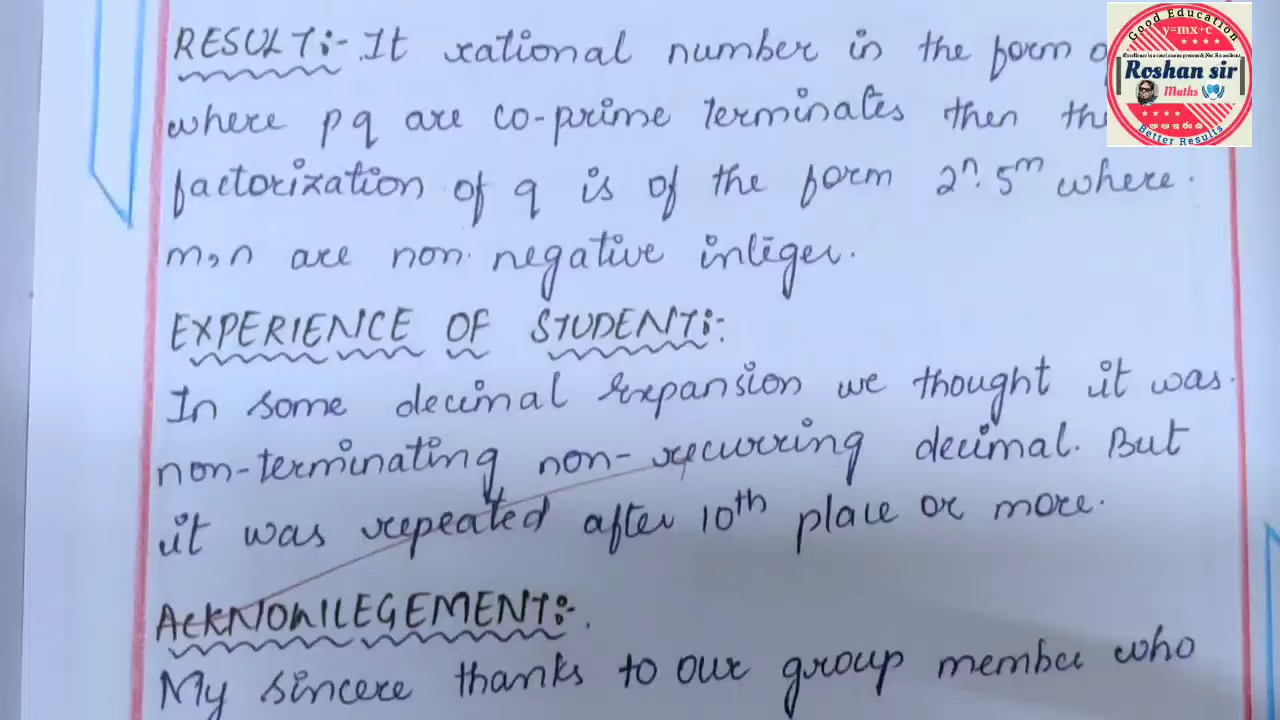 RESULT:- It rational number in the form o
where p q are co-prime terminates then th
factorization of q is of the form 2ⁿ. 5ᵐ where.
m, n are non. negative intiger.
EXPERIENCE OF STUDENT:-
In some decimal expansion we thought it was.
non-terminating non-recurring decimal. But
it was repeated after 10th place or more.
ACKNOWLEGEMENT:-.
My sincere thanks to our group member who
Good Education
y=mx+c
Roshan sir
Maths
Better Results